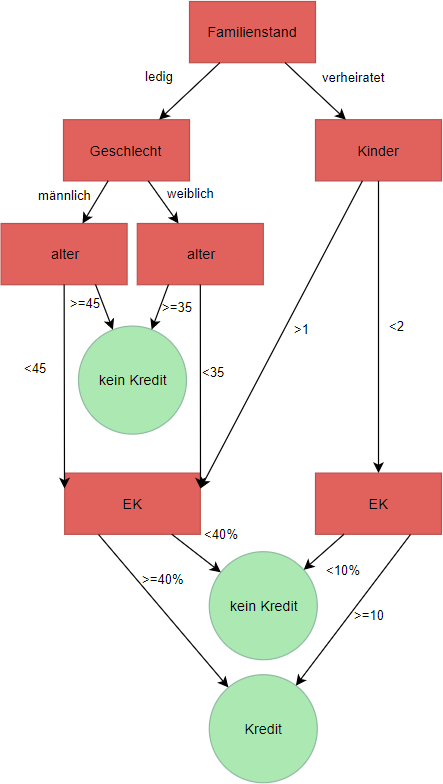 Familienstand
ledig
verheiratet
Geschlecht
Kinder
männlich
weiblich
alter
alter
>=45
>=35
>1
<2
<45
kein Kredit
<35
EK
EK
<40%
<10%
>=40%
kein Kredit
>=10
Kredit